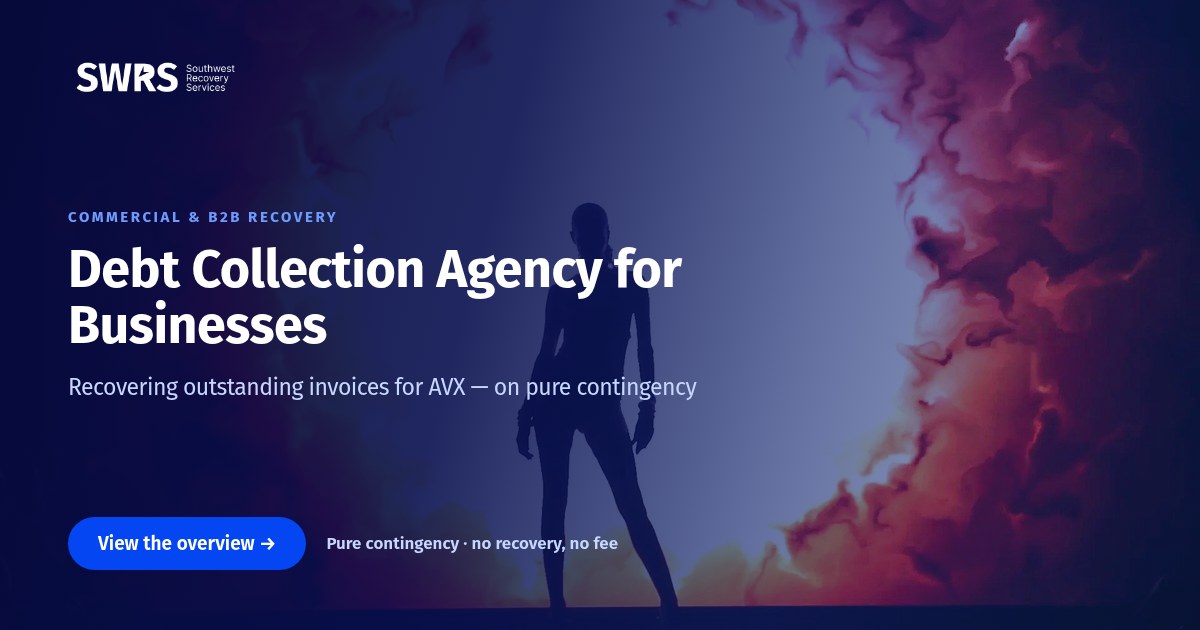 SWRS
Southwest
Recovery
Services
COMMERCIAL & B2B RECOVERY
Debt Collection Agency for
Businesses
Recovering outstanding invoices for AVX — on pure contingency
View the overview →
Pure contingency · no recovery, no fee